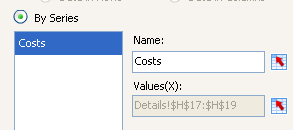 By Series
Costs
Name:
Costs
Values(X):
Details!$H$17:$H$19